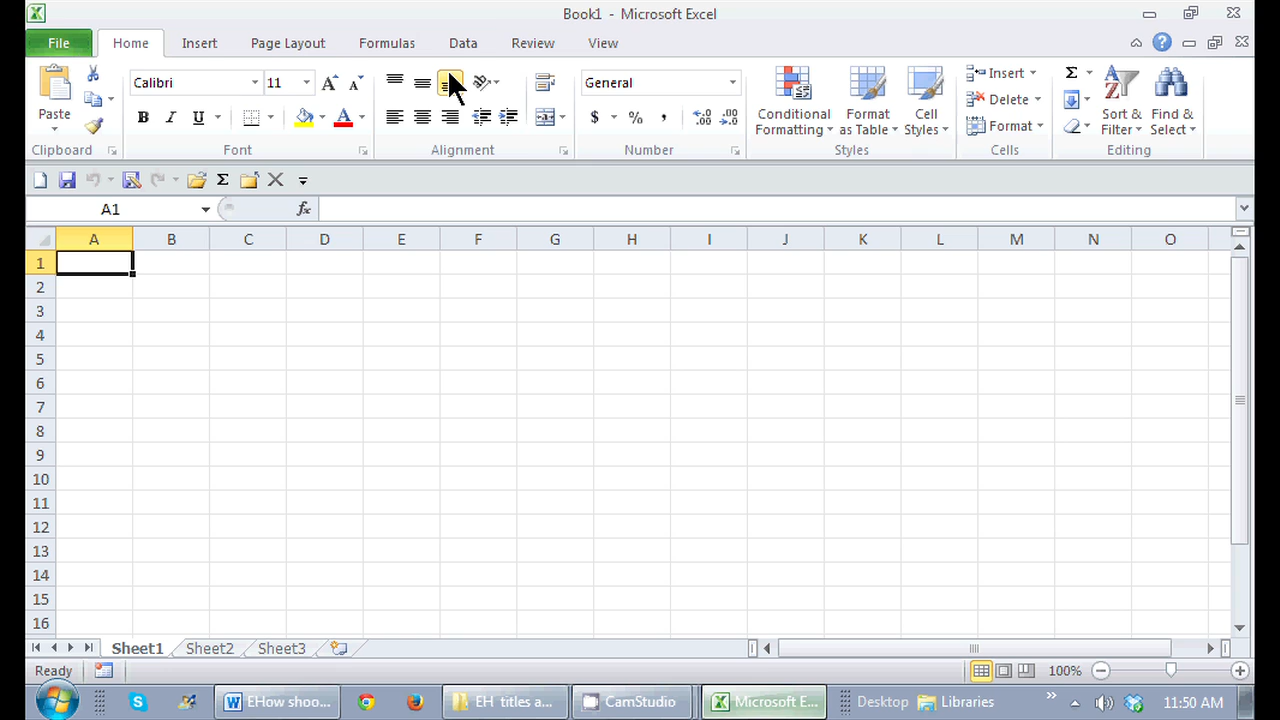 Book1 - Microsoft Excel
File Home Insert Page Layout Formulas Data Review View
Calibri 11 General Insert Σ
Paste Conditional Formatting Format as Table Cell Styles Delete Sort & Filter Find & Select
B I U A $ % , Format
Clipboard Font Alignment Number Styles Cells Editing
Σ
A1 fx
A B C D E F G H I J K L M N O
1
2
3
4
5
6
7
8
9
10
11
12
13
14
15
16
Sheet1 Sheet2 Sheet3
Ready 100%
EHow shoo... EH titles a... CamStudio Microsoft E... Desktop Libraries 11:50 AM